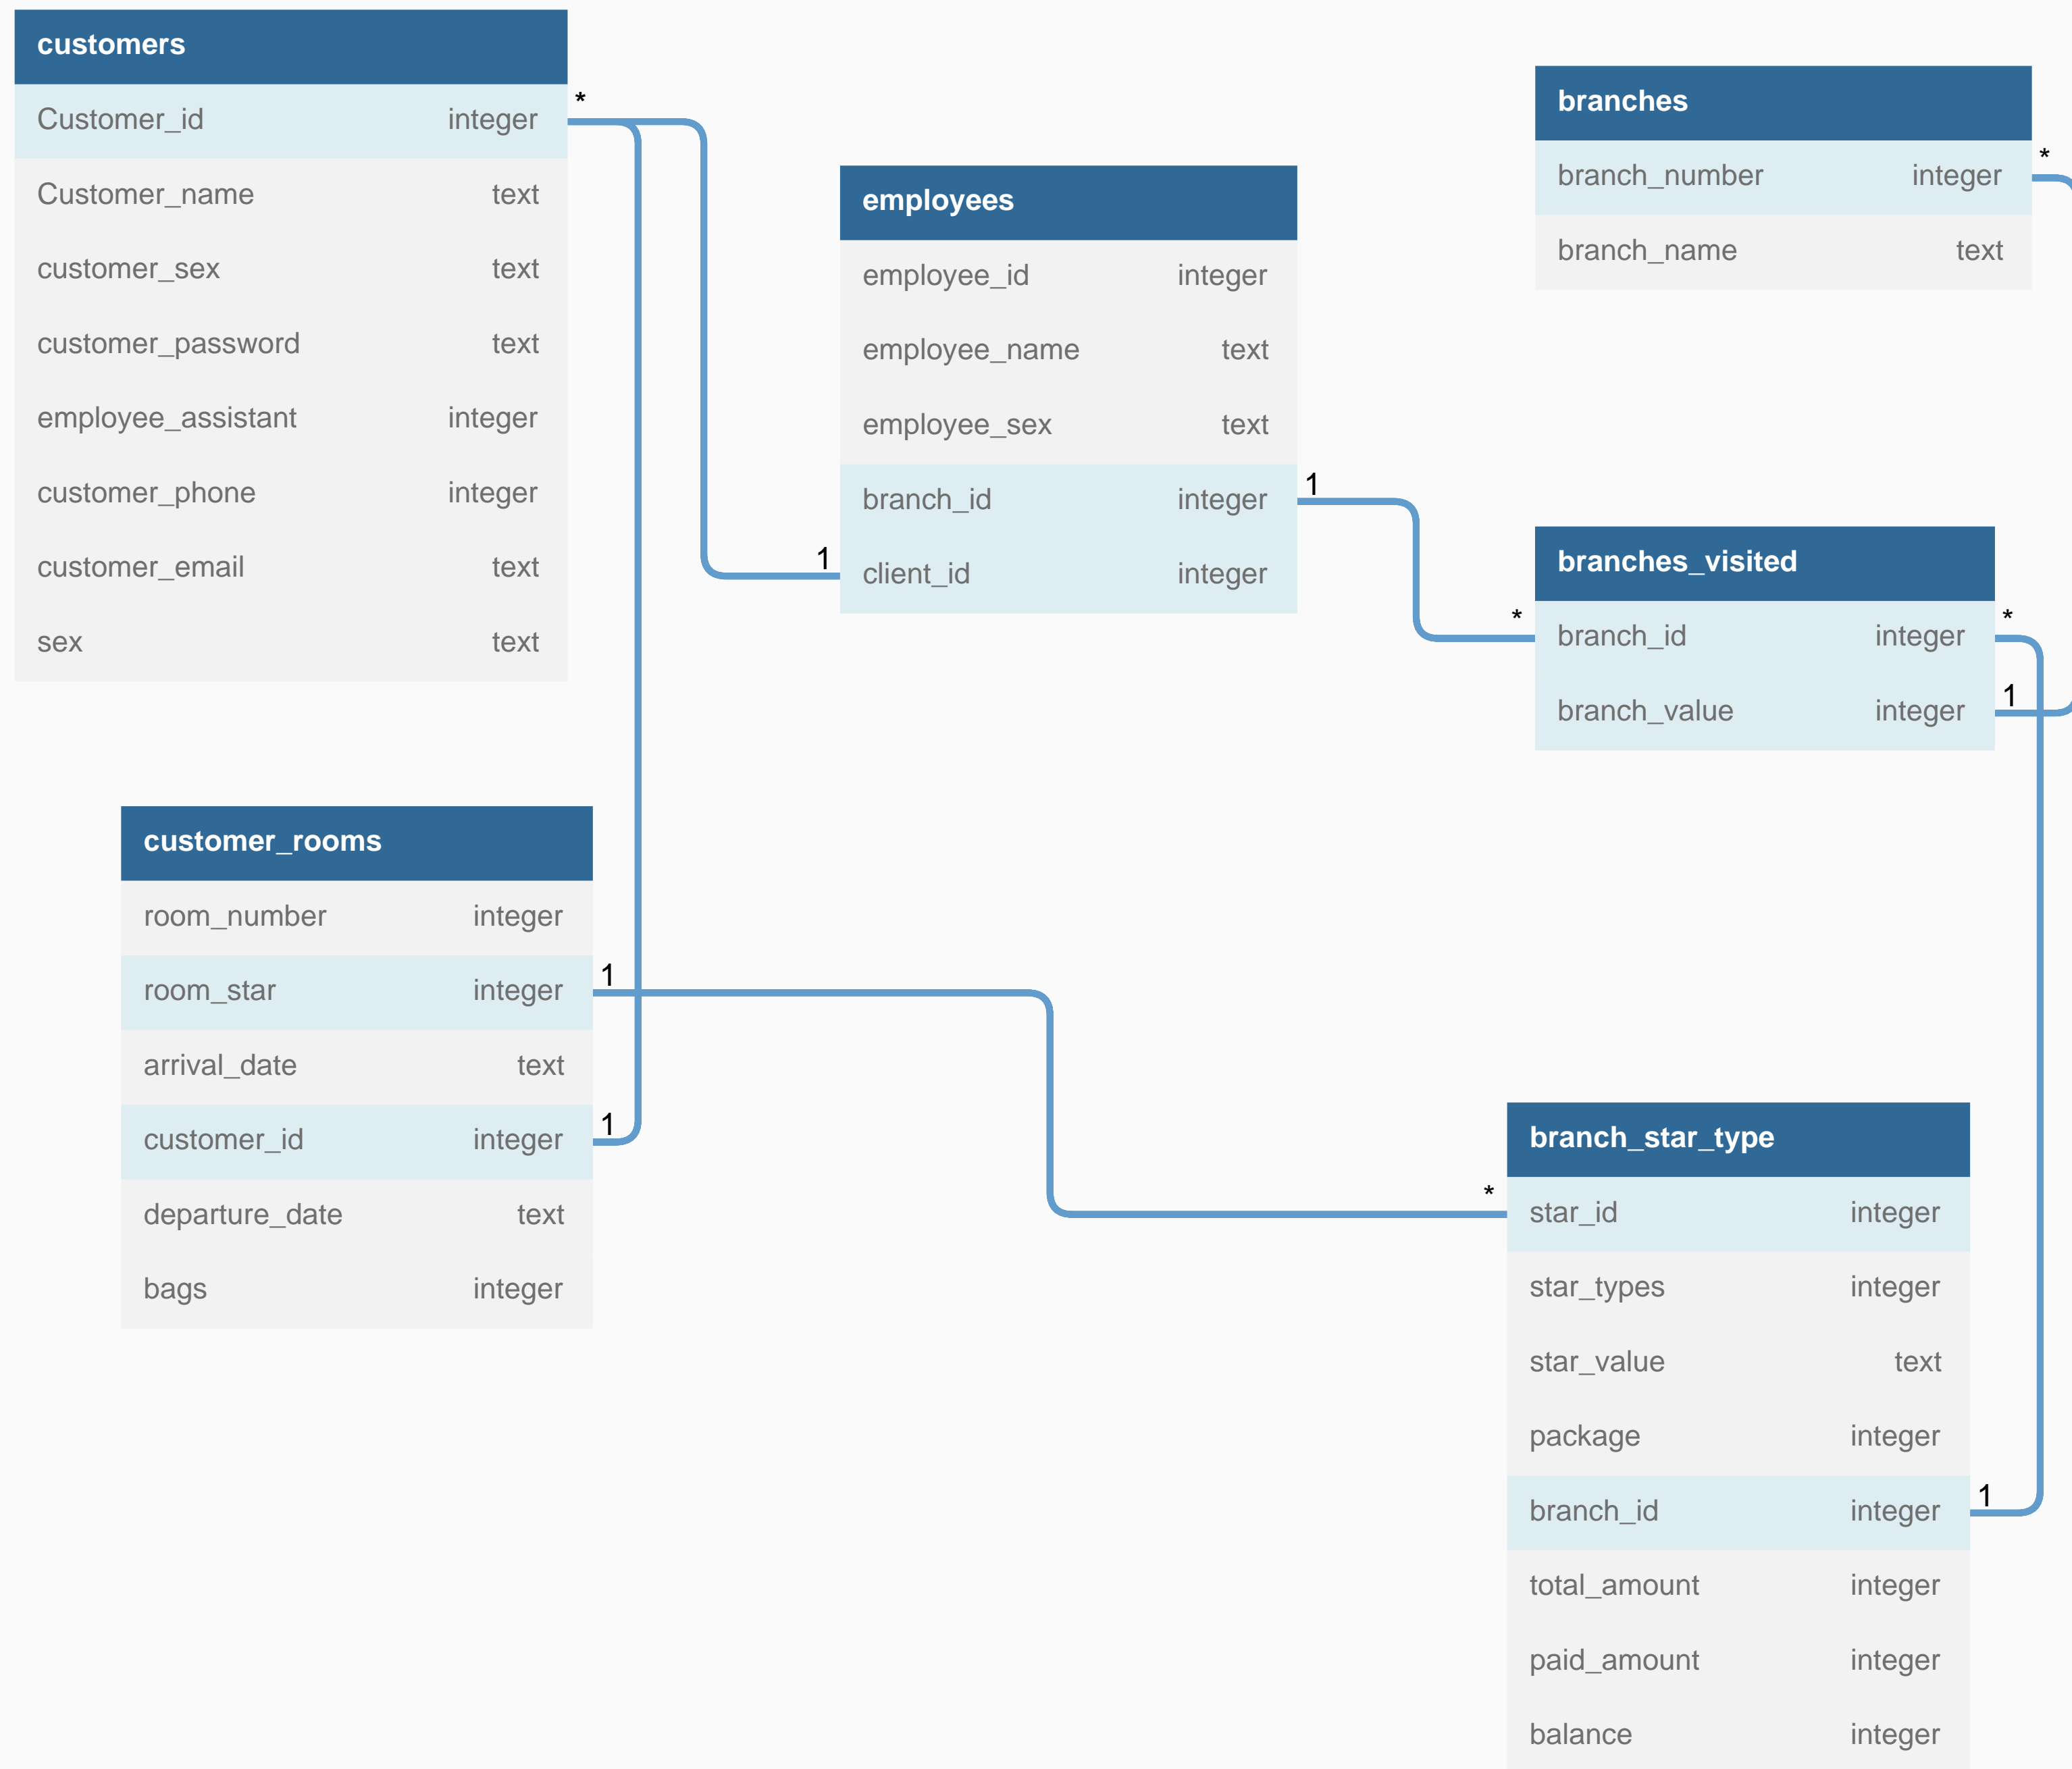 customers
Customer_id integer
Customer_name text
customer_sex text
customer_password text
employee_assistant integer
customer_phone integer
customer_email text
sex text
*
employees
employee_id integer
employee_name text
employee_sex text
branch_id integer
client_id integer
1
1
branches
branch_number integer
branch_name text
*
branches_visited
branch_id integer
branch_value integer
*
*
1
customer_rooms
room_number integer
room_star integer
arrival_date text
customer_id integer
departure_date text
bags integer
1
1
branch_star_type
star_id integer
star_types integer
star_value text
package integer
branch_id integer
total_amount integer
paid_amount integer
balance integer
*
1